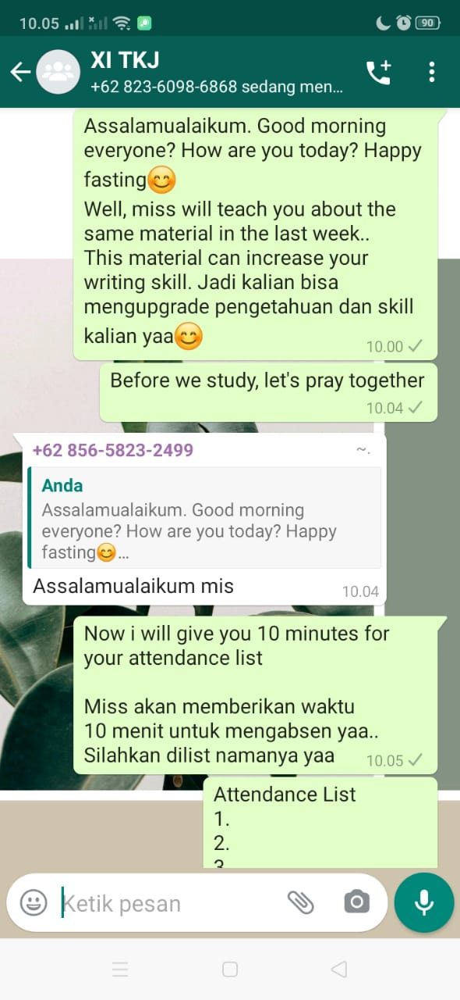 10.05
90
XI TKJ
+62 823-6098-6868 sedang men...
Assalamualaikum. Good morning
everyone? How are you today? Happy
fasting😊
Well, miss will teach you about the
same material in the last week..
This material can increase your
writing skill. Jadi kalian bisa
mengupgrade pengetahuan dan skill
kalian yaa😊
10.00
Before we study, let's pray together
10.04
+62 856-5823-2499
~.
Anda
Assalamualaikum. Good morning
everyone? How are you today? Happy
fasting😊...
Assalamualaikum mis
10.04
Now i will give you 10 minutes for
your attendance list
Miss akan memberikan waktu
10 menit untuk mengabsen yaa..
Silahkan dilist namanya yaa
10.05
Attendance List
1.
2.
3
Ketik pesan